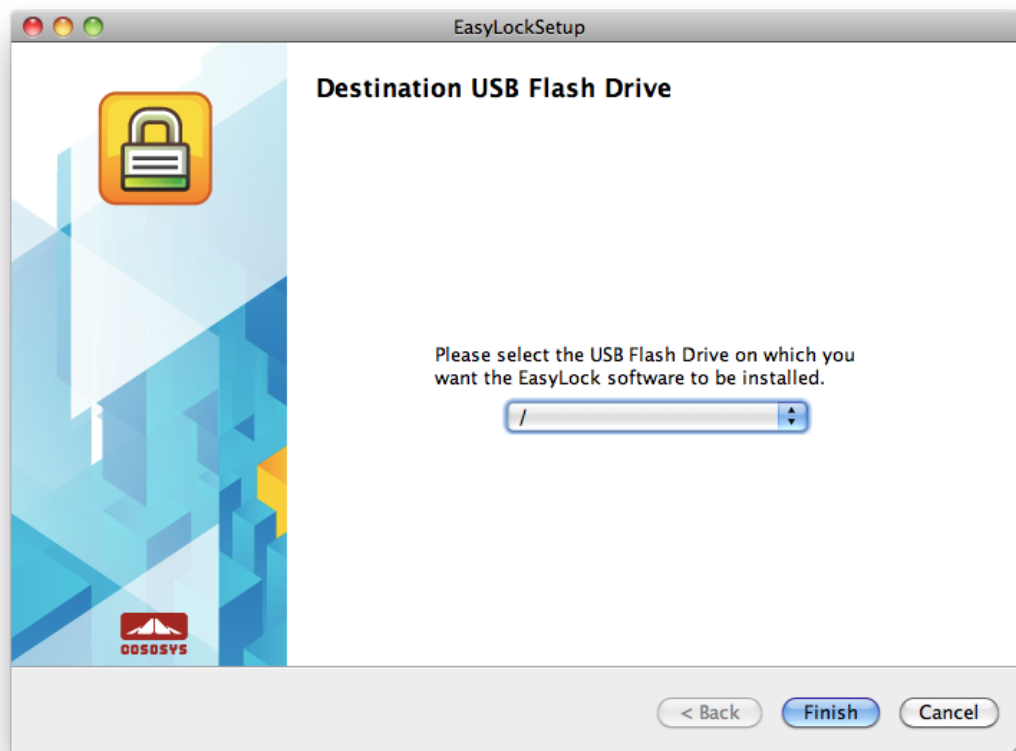 EasyLockSetup
Destination USB Flash Drive
Please select the USB Flash Drive on which you
want the EasyLock software to be installed.
/
COSOSYS
< Back
Finish
Cancel